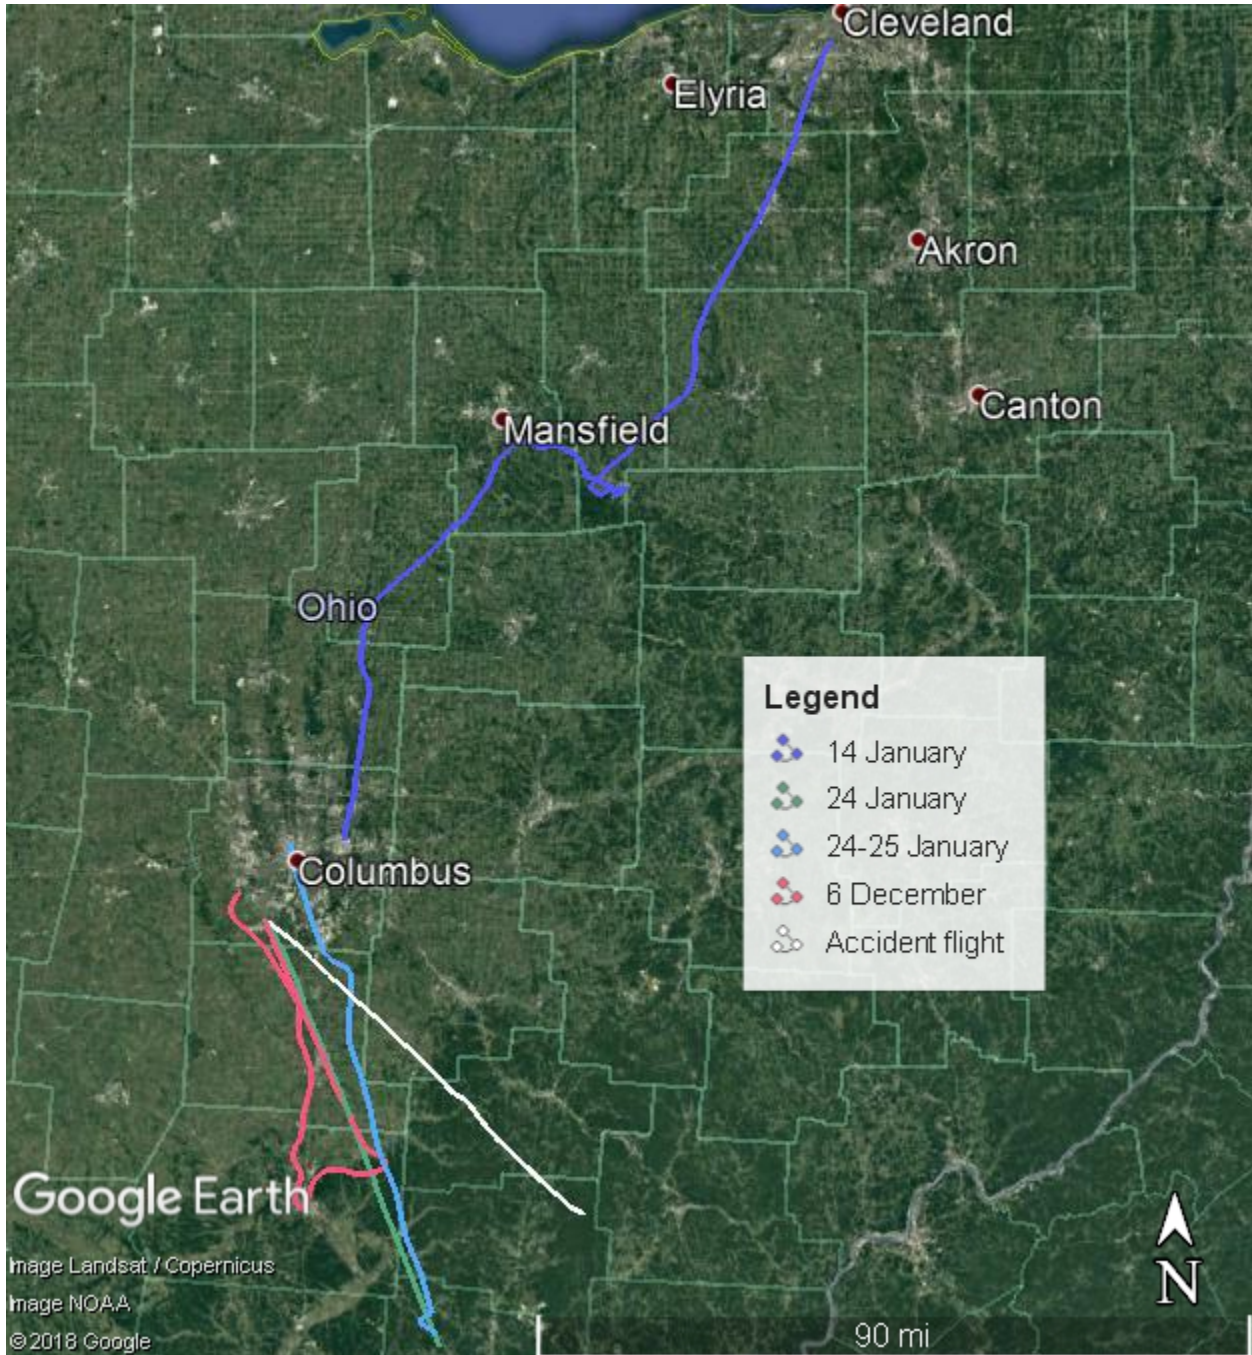 Cleveland
Elyria
Akron
Canton
Mansfield
Ohio
Legend
14 January
24 January
24-25 January
6 December
Accident flight
Columbus
Google Earth
Image Landsat / Copernicus
Image NOAA
© 2018 Google
N
90 mi